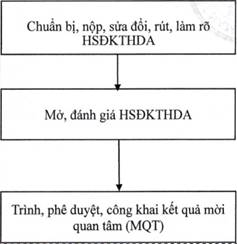 Chuẩn bị, nộp, sửa đổi, rút, làm rõ
HSĐKTHDA
Mở, đánh giá HSĐKTHDA
Trình, phê duyệt, công khai kết quả mời
quan tâm (MQT)